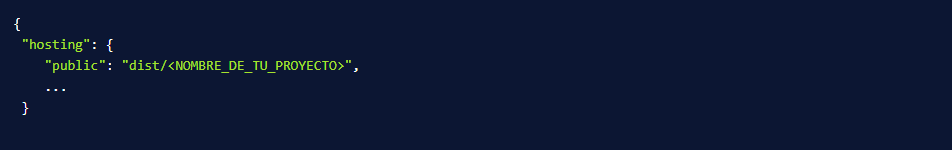 {
"hosting": {
"public": "dist/<NOMBRE_DE_TU_PROYECTO>",
...
}